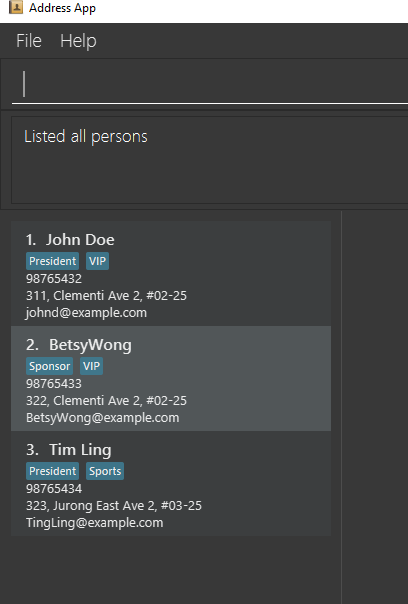 Address App
File Help
Listed all persons
1. John Doe
President VIP
98765432
311, Clementi Ave 2, #02-25
johnd@example.com
2. BetsyWong
Sponsor VIP
98765433
322, Clementi Ave 2, #02-25
BetsyWong@example.com
3. Tim Ling
President Sports
98765434
323, Jurong East Ave 2, #03-25
TingLing@example.com